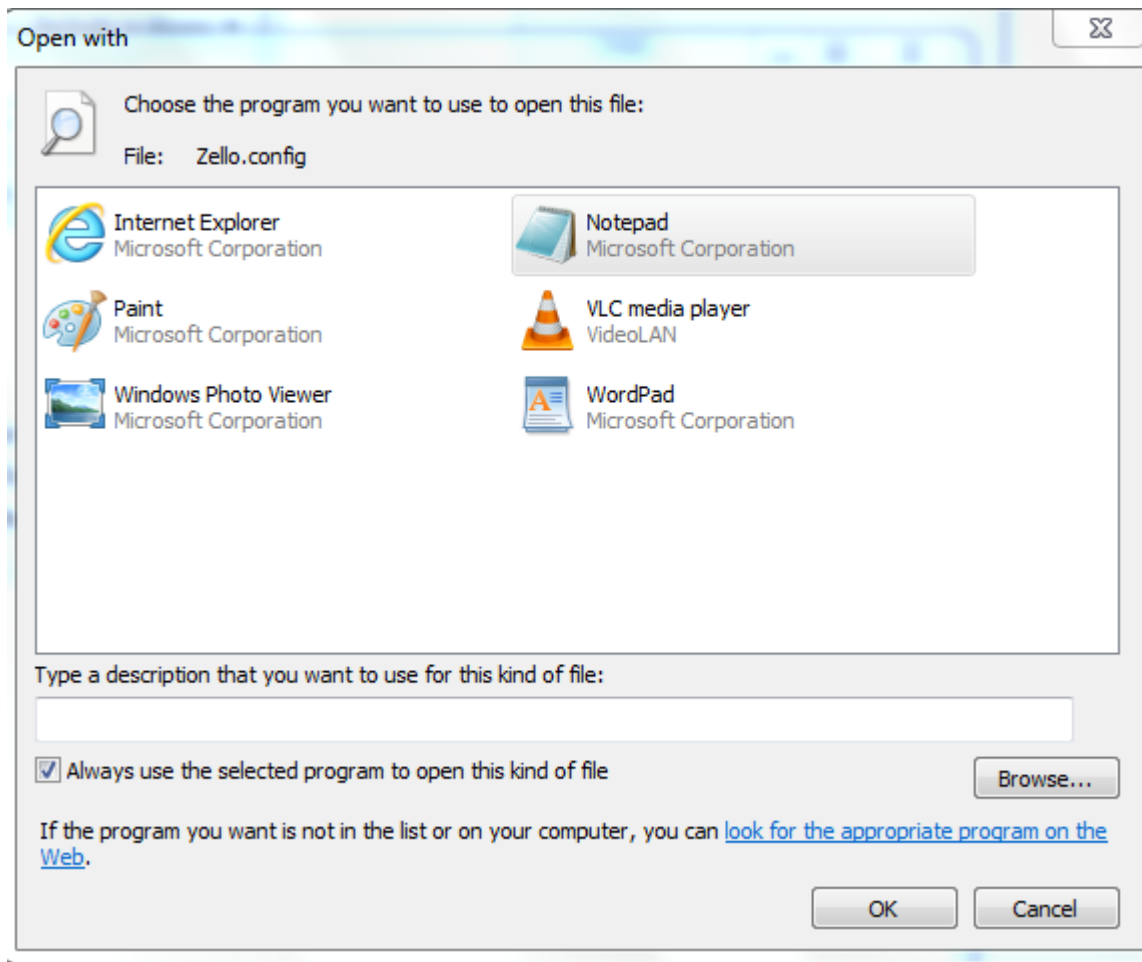 Open with
Choose the program you want to use to open this file:
File: Zello.config
Internet Explorer
Microsoft Corporation
Notepad
Microsoft Corporation
Paint
Microsoft Corporation
VLC media player
VideoLAN
Windows Photo Viewer
Microsoft Corporation
WordPad
Microsoft Corporation
Type a description that you want to use for this kind of file:
Always use the selected program to open this kind of file
Browse...
If the program you want is not in the list or on your computer, you can look for the appropriate program on the
Web.
OK
Cancel